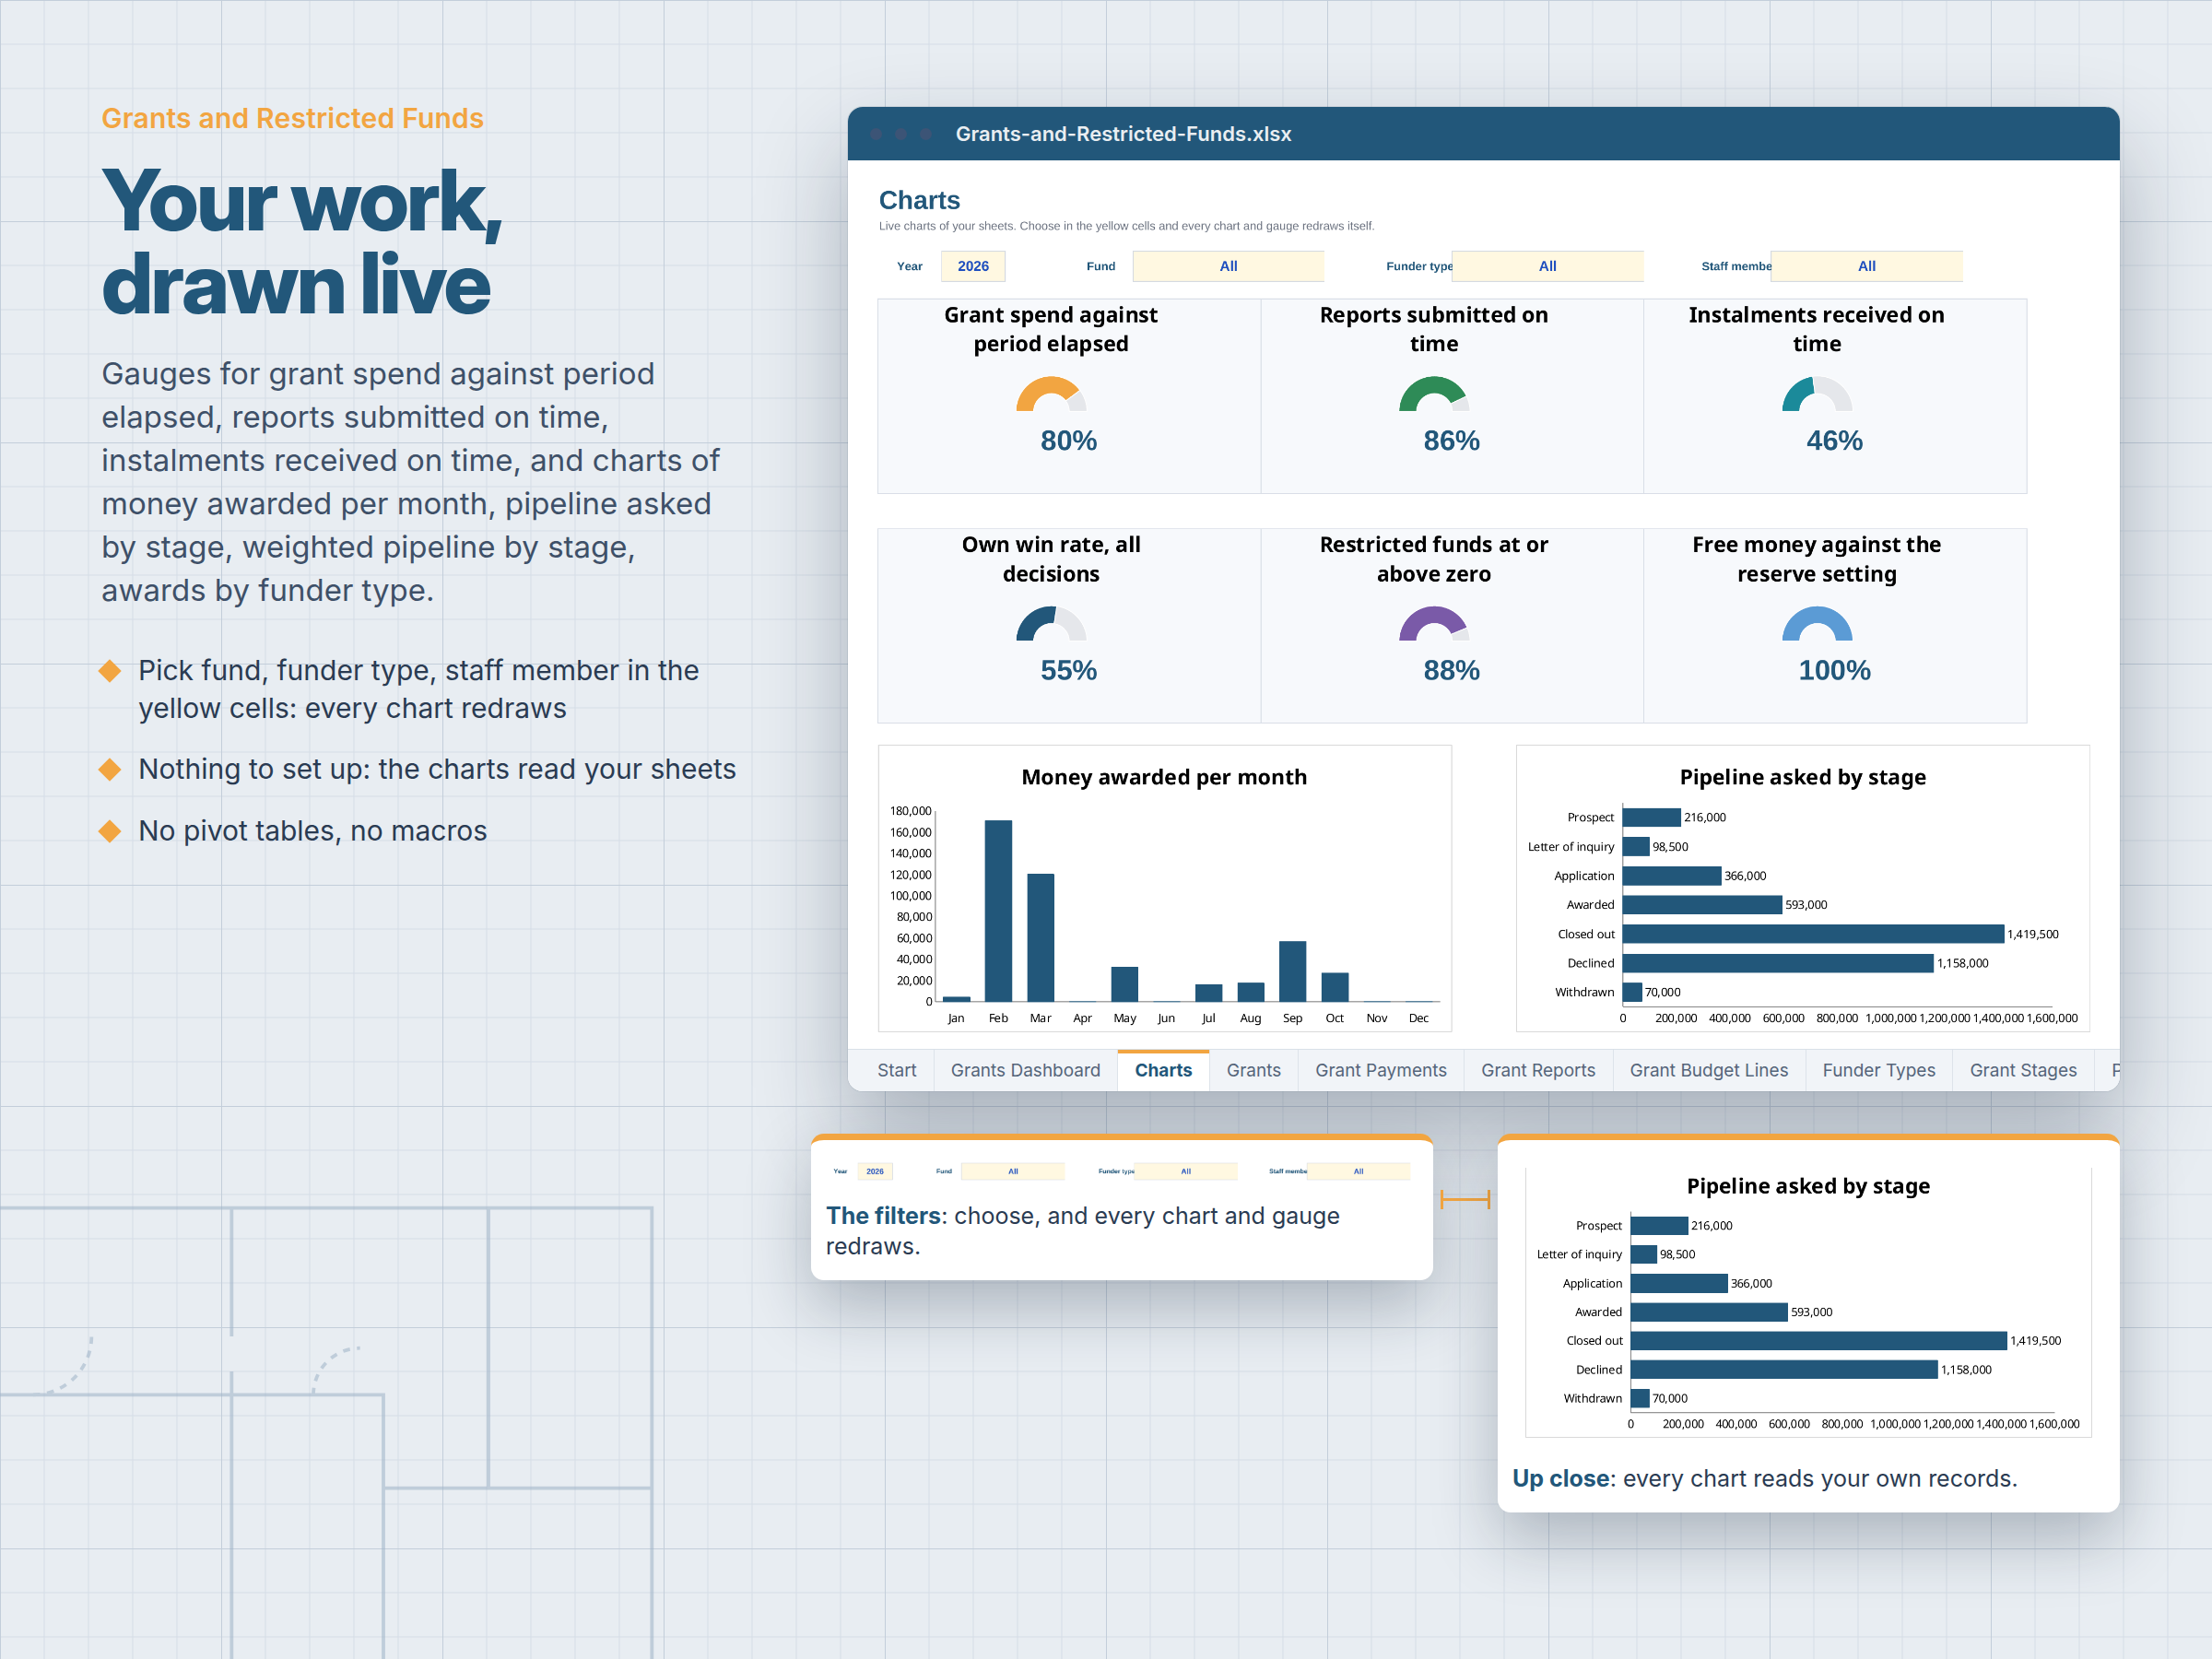 Grants and Restricted Funds
Your work,
drawn live
Gauges for grant spend against period
elapsed, reports submitted on time,
instalments received on time, and charts of
money awarded per month, pipeline asked
by stage, weighted pipeline by stage,
awards by funder type.
Pick fund, funder type, staff member in the
yellow cells: every chart redraws
Nothing to set up: the charts read your sheets
No pivot tables, no macros
Grants-and-Restricted-Funds.xlsx
Charts
Live charts of your sheets. Choose in the yellow cells and every chart and gauge redraws itself.
Year 2026 Fund All Funder type All Staff membe All
Grant spend against
period elapsed
80%
Reports submitted on
time
86%
Instalments received on
time
46%
Own win rate, all
decisions
55%
Restricted funds at or
above zero
88%
Free money against the
reserve setting
100%
Money awarded per month
180,000
160,000
140,000
120,000
100,000
80,000
60,000
40,000
20,000
0
Jan Feb Mar Apr May Jun Jul Aug Sep Oct Nov Dec
Pipeline asked by stage
Prospect 216,000
Letter of inquiry 98,500
Application 366,000
Awarded 593,000
Closed out 1,419,500
Declined 1,158,000
Withdrawn 70,000
0 200,000 400,000 600,000 800,000 1,000,000 1,200,000 1,400,000 1,600,000
Start Grants Dashboard Charts Grants Grant Payments Grant Reports Grant Budget Lines Funder Types Grant Stages
Year 2026 Fund All Funder type All Staff membe All
The filters: choose, and every chart and gauge
redraws.
Pipeline asked by stage
Prospect 216,000
Letter of inquiry 98,500
Application 366,000
Awarded 593,000
Closed out 1,419,500
Declined 1,158,000
Withdrawn 70,000
0 200,000 400,000 600,000 800,000 1,000,000 1,200,000 1,400,000 1,600,000
Up close: every chart reads your own records.